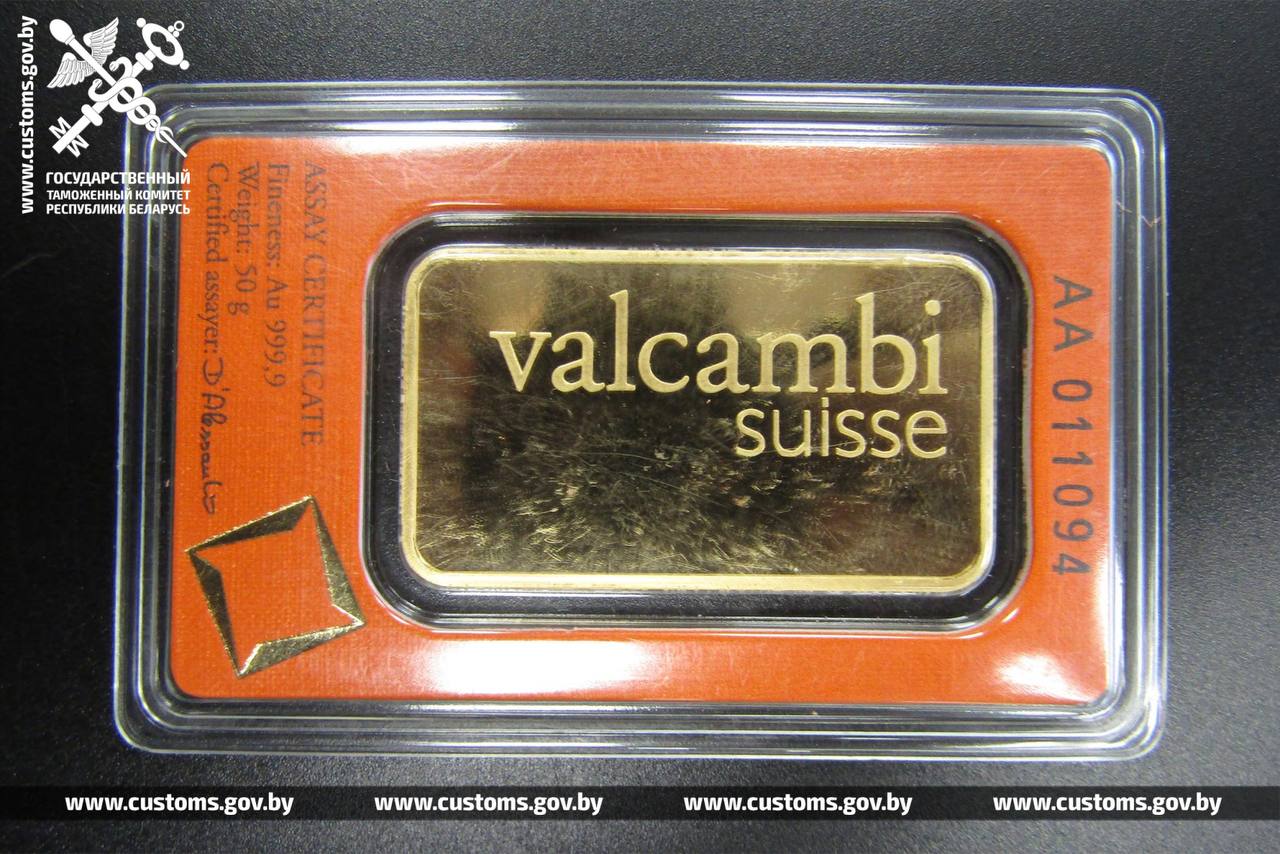 www.customs.gov.by
ГОСУДАРСТВЕННЫЙ
ТАМОЖЕННЫЙ КОМИТЕТ
РЕСПУБЛИКИ БЕЛАРУСЬ
ASSAY CERTIFICATE
Fineness: Au 999,9
Weight: 50 g
Certified assayer:
valcambi
suisse
AA 011094
www.customs.gov.by www.customs.gov.by www.customs.gov.by www.customs.gov.by